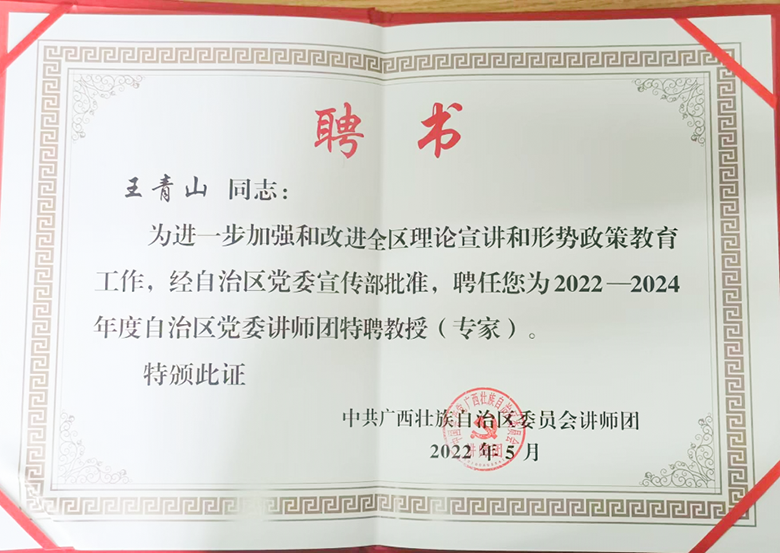 聘书
王青山 同志：
为进一步加强和改进全区理论宣讲和形势政策教育
工作，经自治区党委宣传部批准，聘任您为2022—2024
年度自治区党委讲师团特聘教授（专家）。
特颁此证
中共广西壮族自治区委员会讲师团
2022 年 5 月